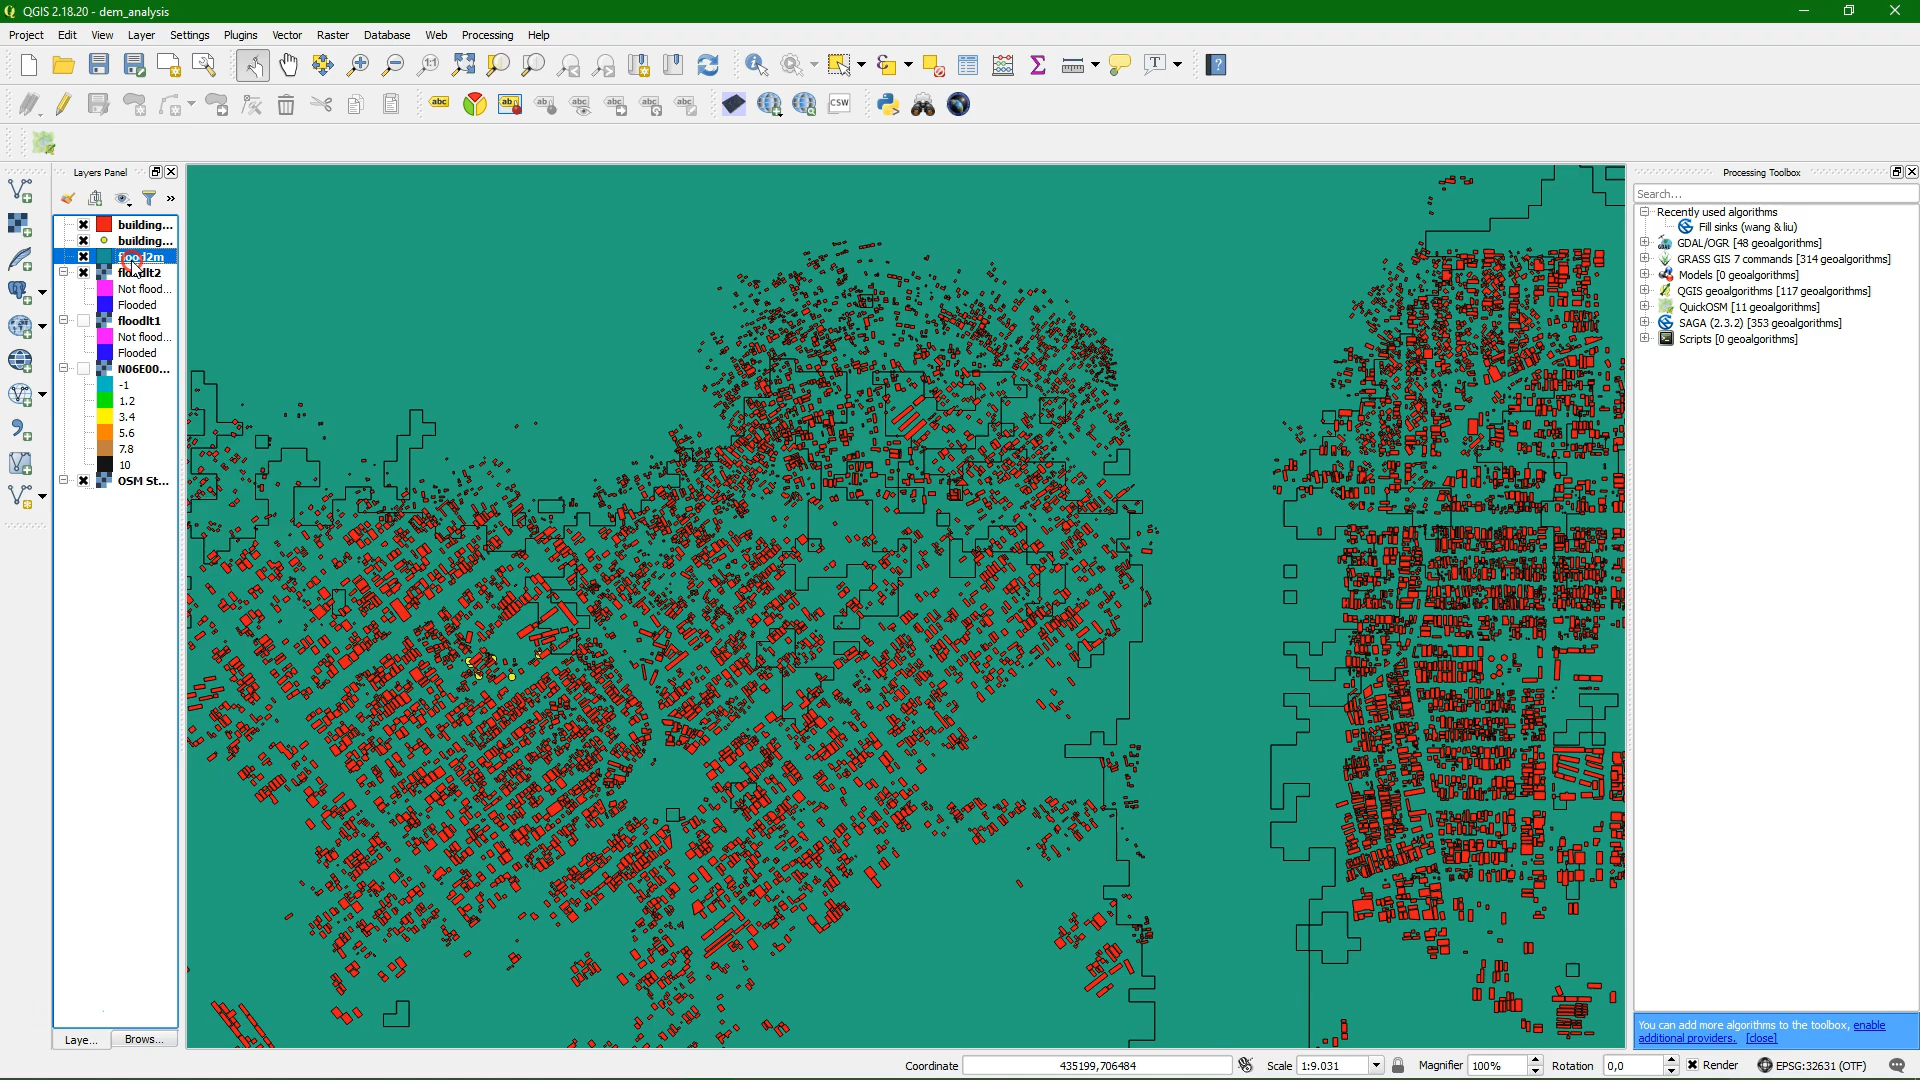 QGIS 2.18.20 - dem_analysis
Project Edit View Layer Settings Plugins Vector Raster Database Web Processing Help
Layers Panel
building...
building...
flood2m
floodlt2
Not flood...
Flooded
floodlt1
Not flood...
Flooded
N06E00...
-1
1,2
3.4
5.6
7.8
10
OSM St...
Laye... Brows...
Processing Toolbox
Search...
Recently used algorithms
Fill sinks (wang & liu)
GDAL/OGR [48 geoalgorithms]
GRASS GIS 7 commands [314 geoalgorithms]
Models [0 geoalgorithms]
QGIS geoalgorithms [117 geoalgorithms]
QuickOSM [11 geoalgorithms]
SAGA (2.3.2) [353 geoalgorithms]
Scripts [0 geoalgorithms]
You can add more algorithms to the toolbox, enable
additional providers. [close]
Coordinate 435199,706484 Scale 1:9.031 Magnifier 100% Rotation 0,0 Render EPSG:32631 (OTF)